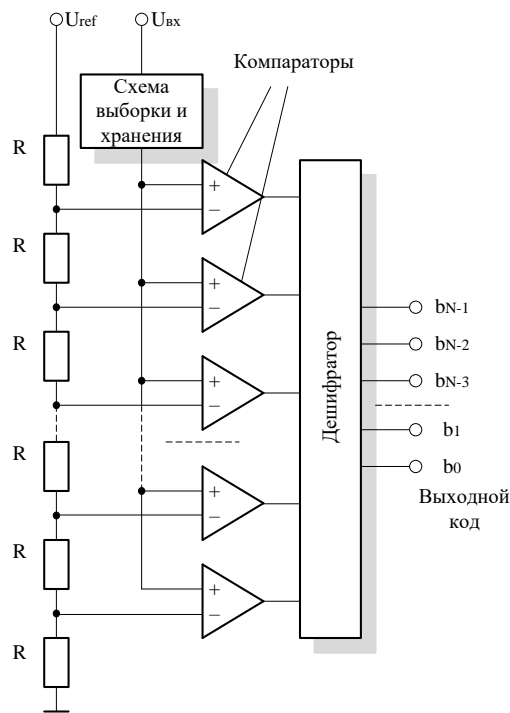 Uref
Uвх
Схема
выборки и
хранения
Компараторы
R
R
R
R
R
R
+
−
+
−
+
−
+
−
+
−
Дешифратор
bN-1
bN-2
bN-3
b1
b0
Выходной
код